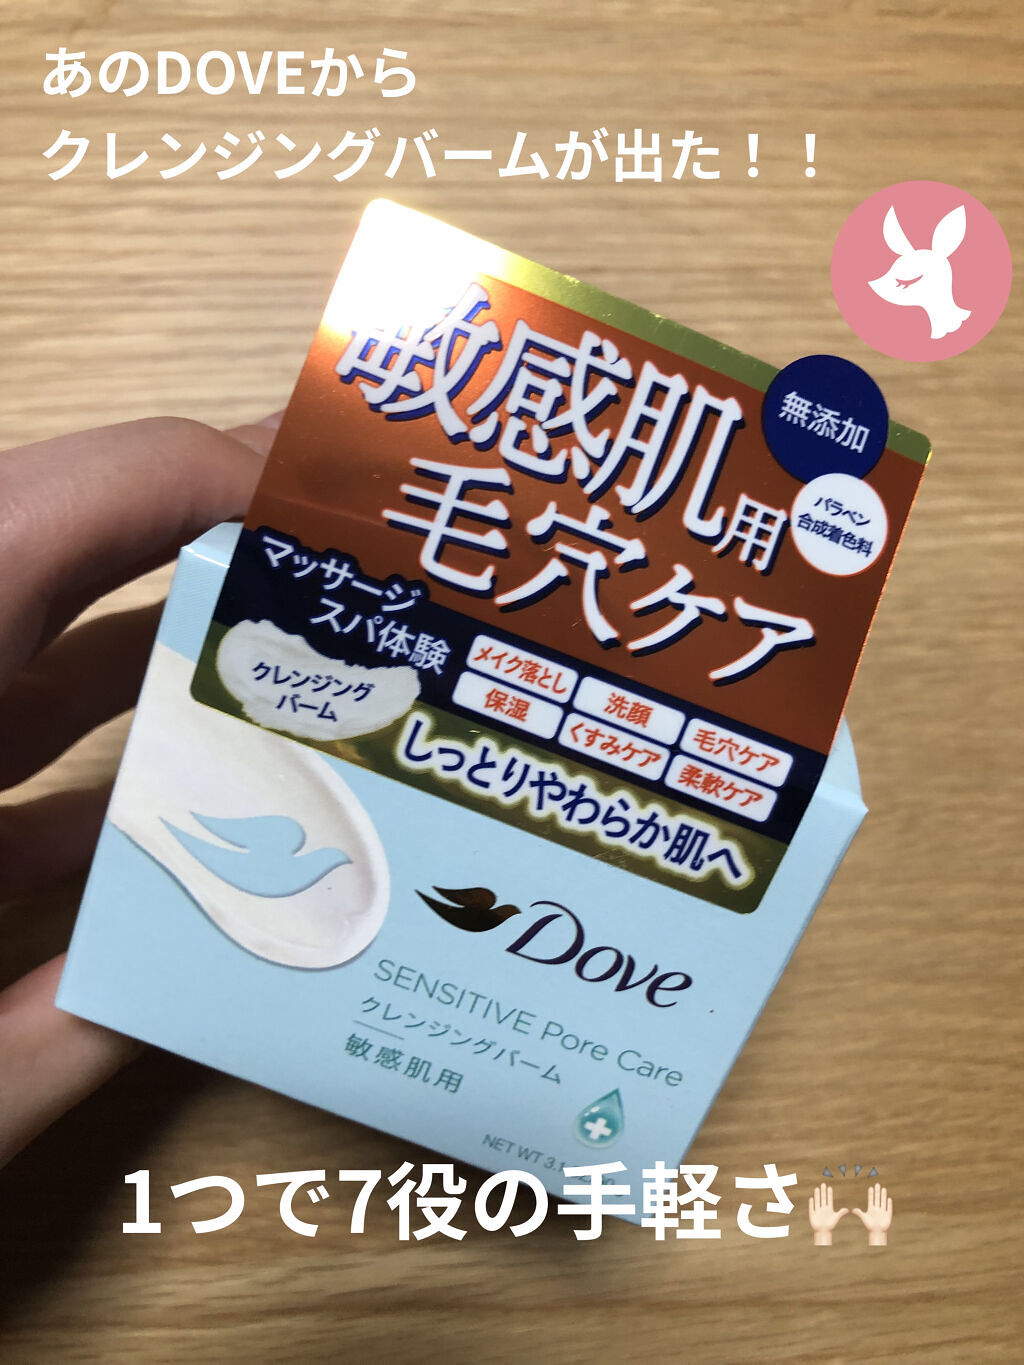 あのDOVEから
クレンジングバームが出た！！
敏感肌用
毛穴ケア
無添加
パラベン
合成着色料
マッサージ
スパ体験
クレンジング
バーム
メイク落とし
洗顔
毛穴ケア
保湿
くすみケア
柔軟ケア
しっとりやわらか肌へ
Dove
SENSITIVE Pore Care
クレンジングバーム
敏感肌用
NET WT 3.1
1つで7役の手軽さ🙌🏻